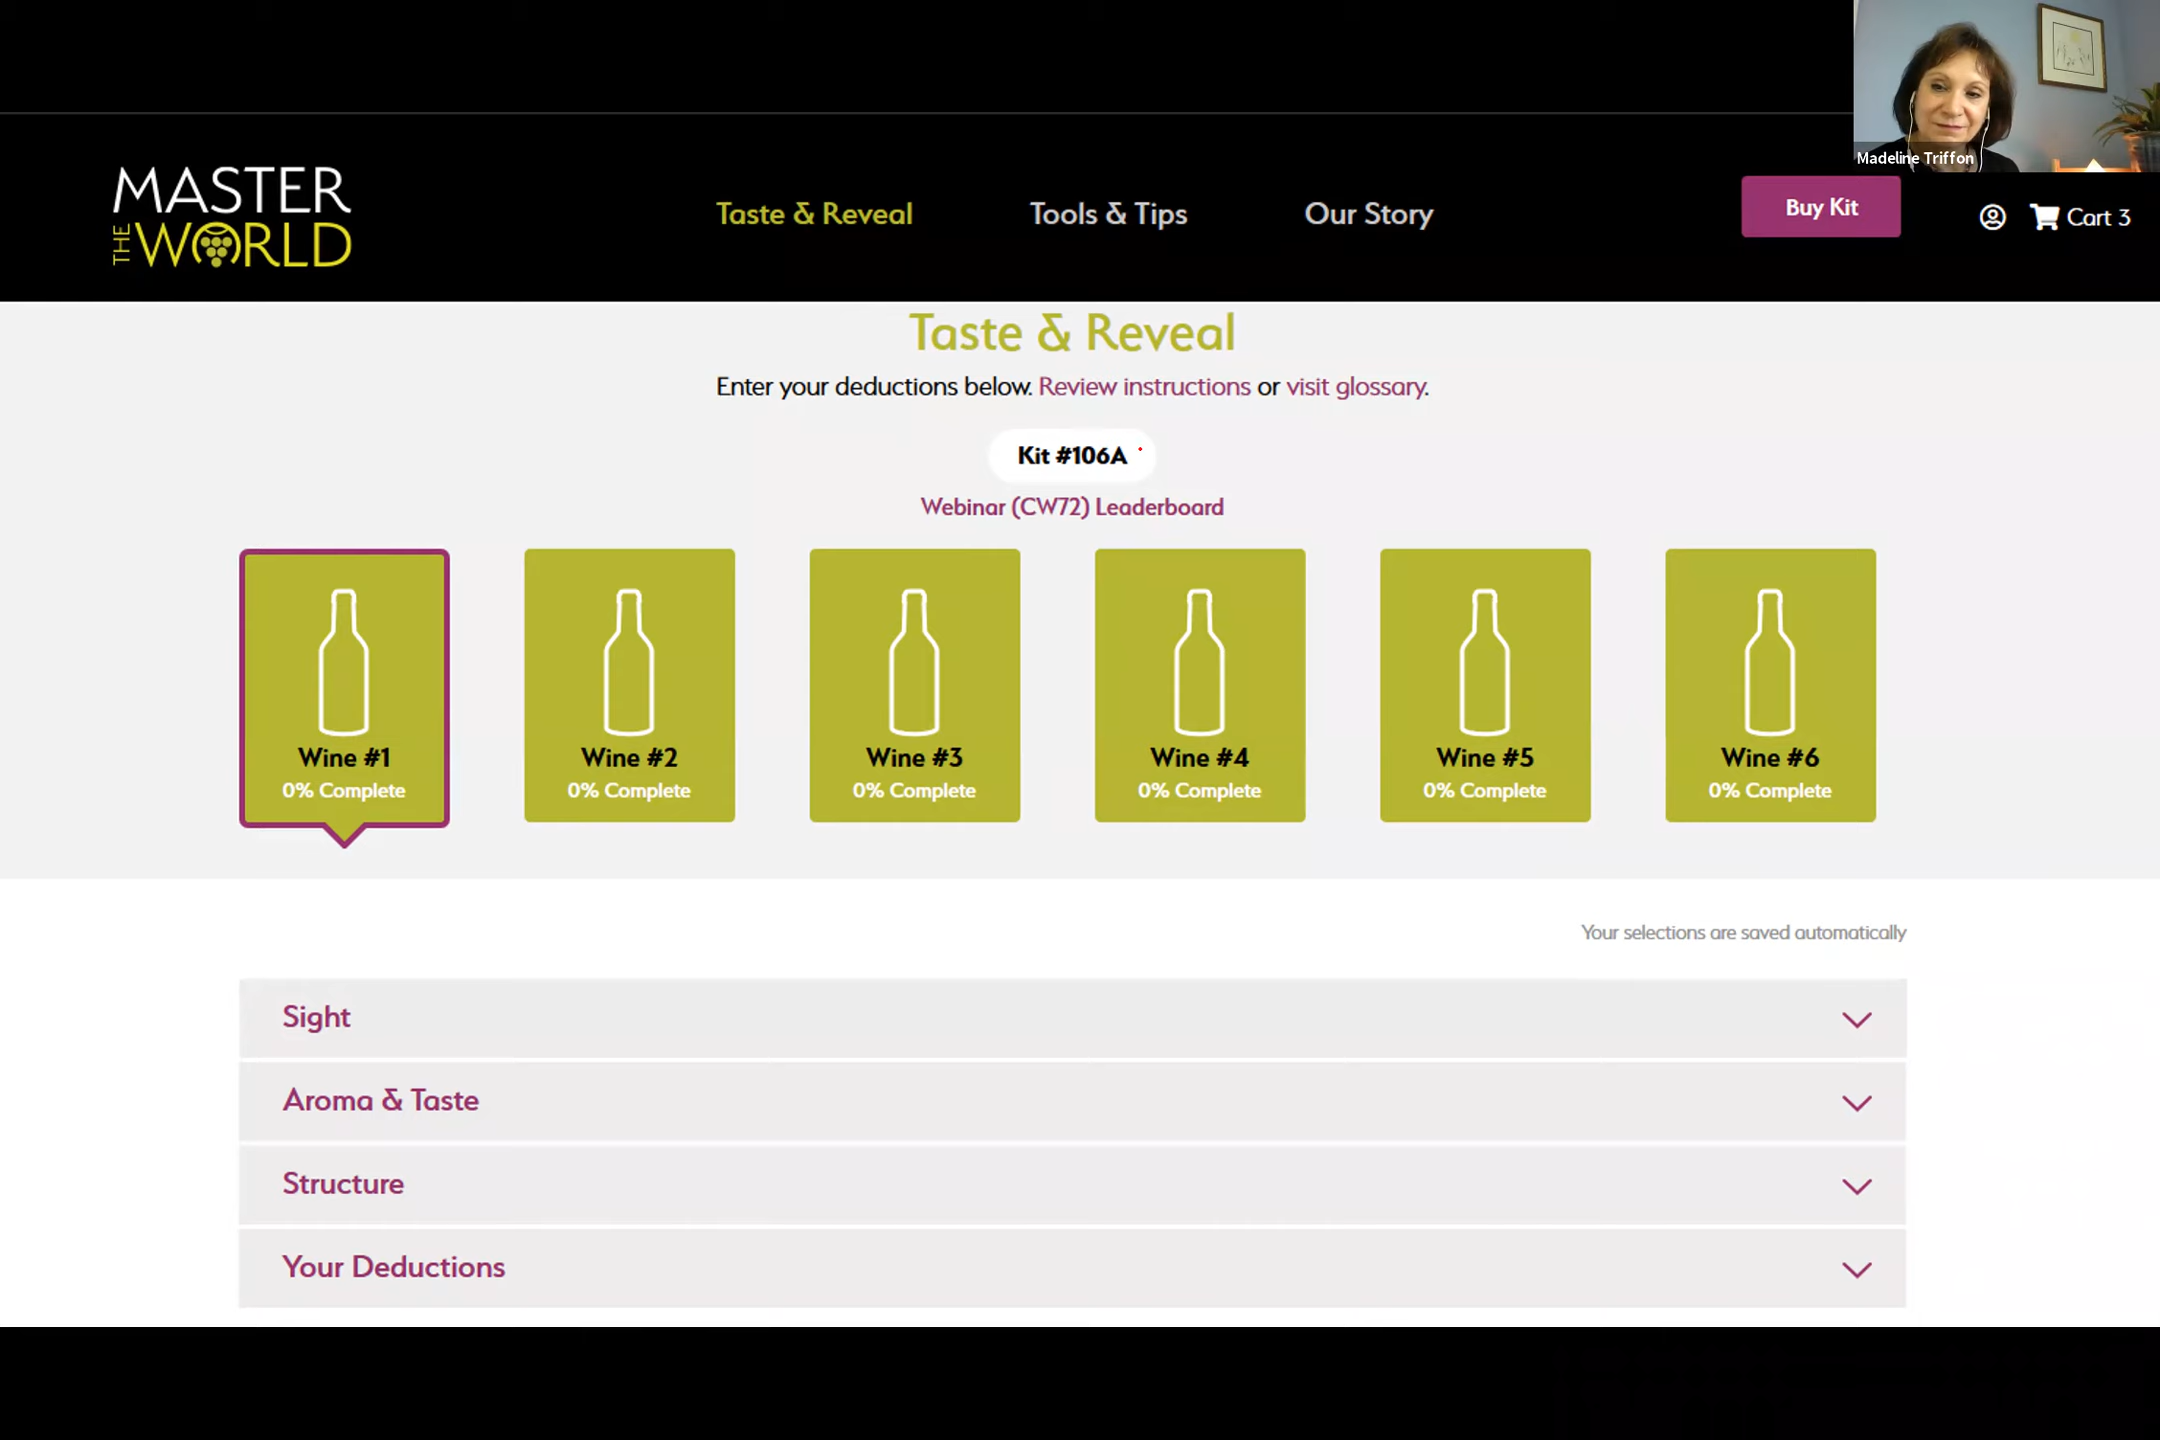 Madeline Triffon
MASTER
THE WORLD
Taste & Reveal
Tools & Tips
Our Story
Buy Kit
Cart 3
Taste & Reveal
Enter your deductions below. Review instructions or visit glossary.
Kit #106A
Webinar (CW72) Leaderboard
Wine #1
0% Complete
Wine #2
0% Complete
Wine #3
0% Complete
Wine #4
0% Complete
Wine #5
0% Complete
Wine #6
0% Complete
Your selections are saved automatically
Sight
Aroma & Taste
Structure
Your Deductions